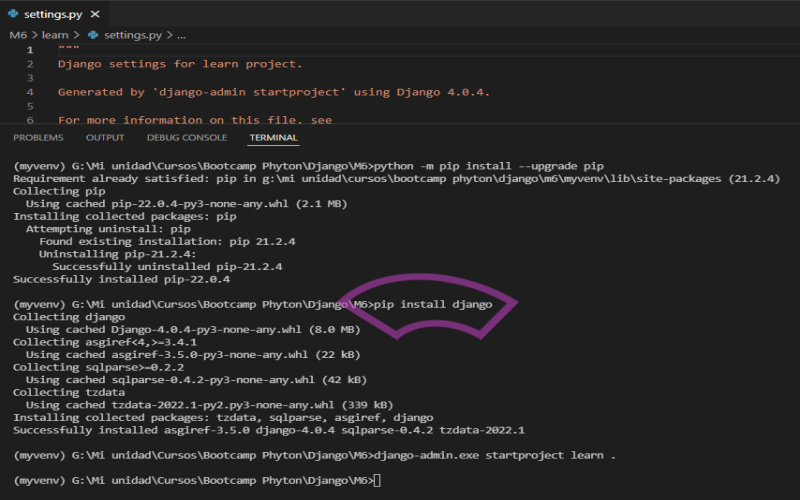 settings.py ×
M6 > learn > settings.py > ...
1 """
2 Django settings for learn project.
3
4 Generated by 'django-admin startproject' using Django 4.0.4.
5
6 For more information on this file, see
PROBLEMS OUTPUT DEBUG CONSOLE TERMINAL
(myvenv) G:\Mi unidad\Cursos\Bootcamp Phyton\Django\M6>python -m pip install --upgrade pip
Requirement already satisfied: pip in g:\mi unidad\cursos\bootcamp phyton\django\m6\myvenv\lib\site-packages (21.2.4)
Collecting pip
Using cached pip-22.0.4-py3-none-any.whl (2.1 MB)
Installing collected packages: pip
Attempting uninstall: pip
Found existing installation: pip 21.2.4
Uninstalling pip-21.2.4:
Successfully uninstalled pip-21.2.4
Successfully installed pip-22.0.4
(myvenv) G:\Mi unidad\Cursos\Bootcamp Phyton\Django\M6>pip install django
Collecting django
Using cached Django-4.0.4-py3-none-any.whl (8.0 MB)
Collecting asgiref<4,>=3.4.1
Using cached asgiref-3.5.0-py3-none-any.whl (22 kB)
Collecting sqlparse>=0.2.2
Using cached sqlparse-0.4.2-py3-none-any.whl (42 kB)
Collecting tzdata
Using cached tzdata-2022.1-py2.py3-none-any.whl (339 kB)
Installing collected packages: tzdata, sqlparse, asgiref, django
Successfully installed asgiref-3.5.0 django-4.0.4 sqlparse-0.4.2 tzdata-2022.1
(myvenv) G:\Mi unidad\Cursos\Bootcamp Phyton\Django\M6>django-admin.exe startproject learn .
(myvenv) G:\Mi unidad\Cursos\Bootcamp Phyton\Django\M6>